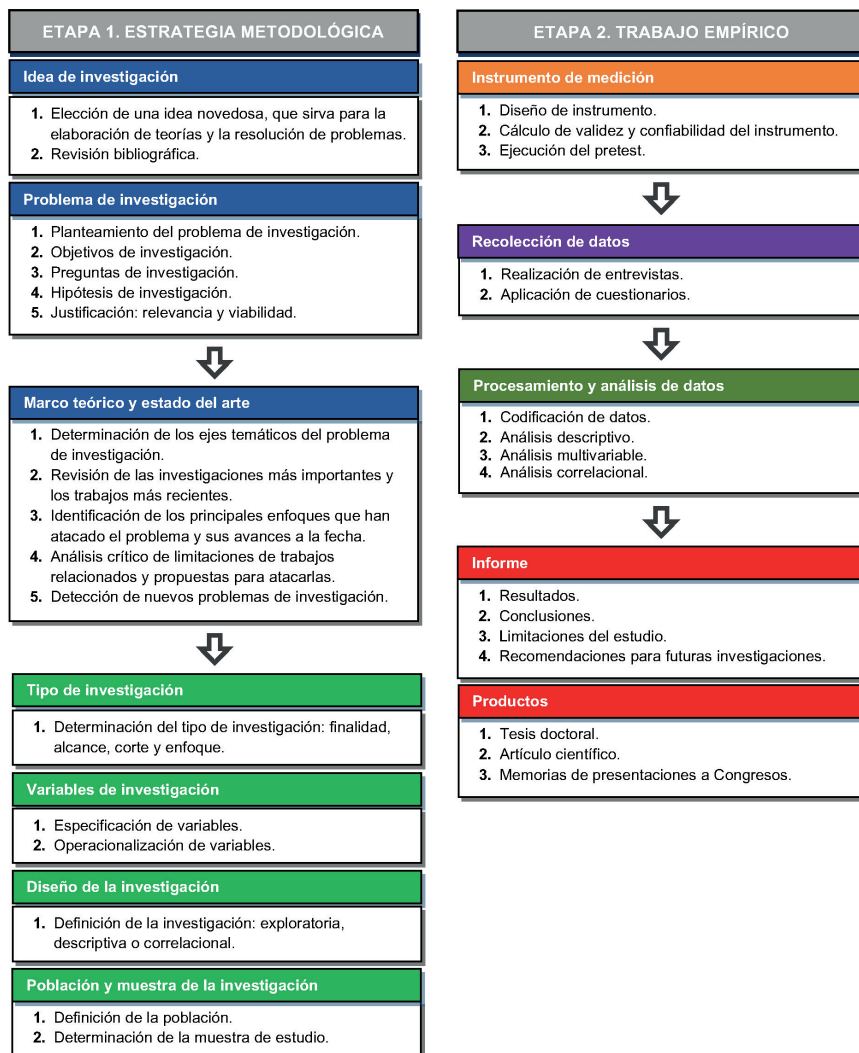 ETAPA 1. ESTRATEGIA METODOLÓGICA
Idea de investigación
1. Elección de una idea novedosa, que sirva para la
elaboración de teorías y la resolución de problemas.
2. Revisión bibliográfica.
Problema de investigación
1. Planteamiento del problema de investigación.
2. Objetivos de investigación.
3. Preguntas de investigación.
4. Hipótesis de investigación.
5. Justificación: relevancia y viabilidad.
Marco teórico y estado del arte
1. Determinación de los ejes temáticos del problema
de investigación.
2. Revisión de las investigaciones más importantes y
los trabajos más recientes.
3. Identificación de los principales enfoques que han
atacado el problema y sus avances a la fecha.
4. Análisis crítico de limitaciones de trabajos
relacionados y propuestas para atacarlas.
5. Detección de nuevos problemas de investigación.
Tipo de investigación
1. Determinación del tipo de investigación: finalidad,
alcance, corte y enfoque.
Variables de investigación
1. Especificación de variables.
2. Operacionalización de variables.
Diseño de la investigación
1. Definición de la investigación: exploratoria,
descriptiva o correlacional.
Población y muestra de la investigación
1. Definición de la población.
2. Determinación de la muestra de estudio.
ETAPA 2. TRABAJO EMPÍRICO
Instrumento de medición
1. Diseño de instrumento.
2. Cálculo de validez y confiabilidad del instrumento.
3. Ejecución del pretest.
Recolección de datos
1. Realización de entrevistas.
2. Aplicación de cuestionarios.
Procesamiento y análisis de datos
1. Codificación de datos.
2. Análisis descriptivo.
3. Análisis multivariable.
4. Análisis correlacional.
Informe
1. Resultados.
2. Conclusiones.
3. Limitaciones del estudio.
4. Recomendaciones para futuras investigaciones.
Productos
1. Tesis doctoral.
2. Artículo científico.
3. Memorias de presentaciones a Congresos.